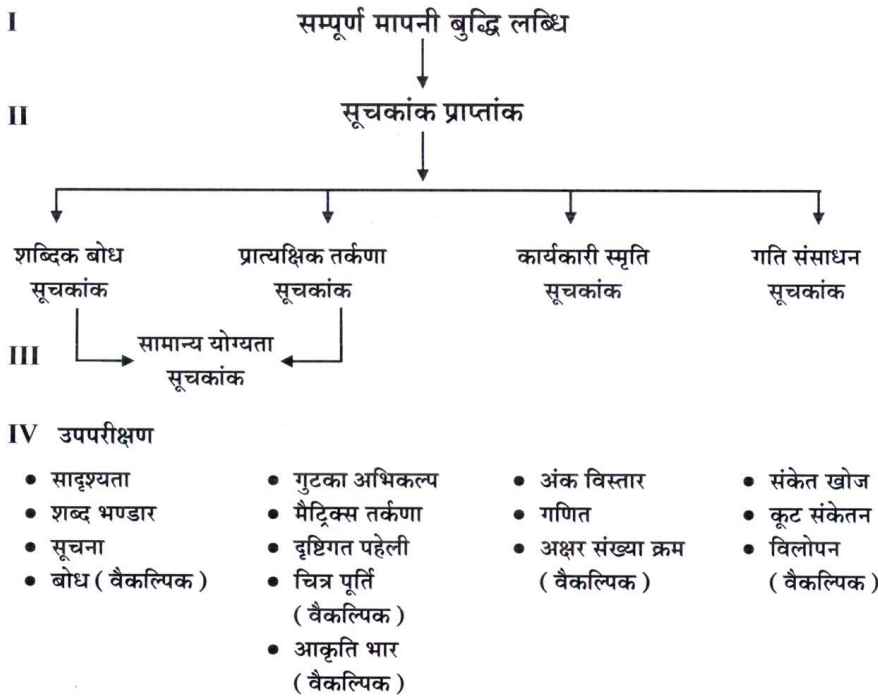 I सम्पूर्ण मापनी बुद्धि लब्धि
II सूचकांक प्राप्तांक
शब्दिक बोध सूचकांक
प्रात्यक्षिक तर्कणा सूचकांक
कार्यकारी स्मृति सूचकांक
गति संसाधन सूचकांक
III सामान्य योग्यता सूचकांक
IV उपपरीक्षण
• सादृश्यता
• शब्द भण्डार
• सूचना
• बोध ( वैकल्पिक )
• गुटका अभिकल्प
• मैट्रिक्स तर्कणा
• दृष्टिगत पहेली
• चित्र पूर्ति
( वैकल्पिक )
• आकृति भार
( वैकल्पिक )
• अंक विस्तार
• गणित
• अक्षर संख्या क्रम
( वैकल्पिक )
• संकेत खोज
• कूट संकेतन
• विलोपन
( वैकल्पिक )